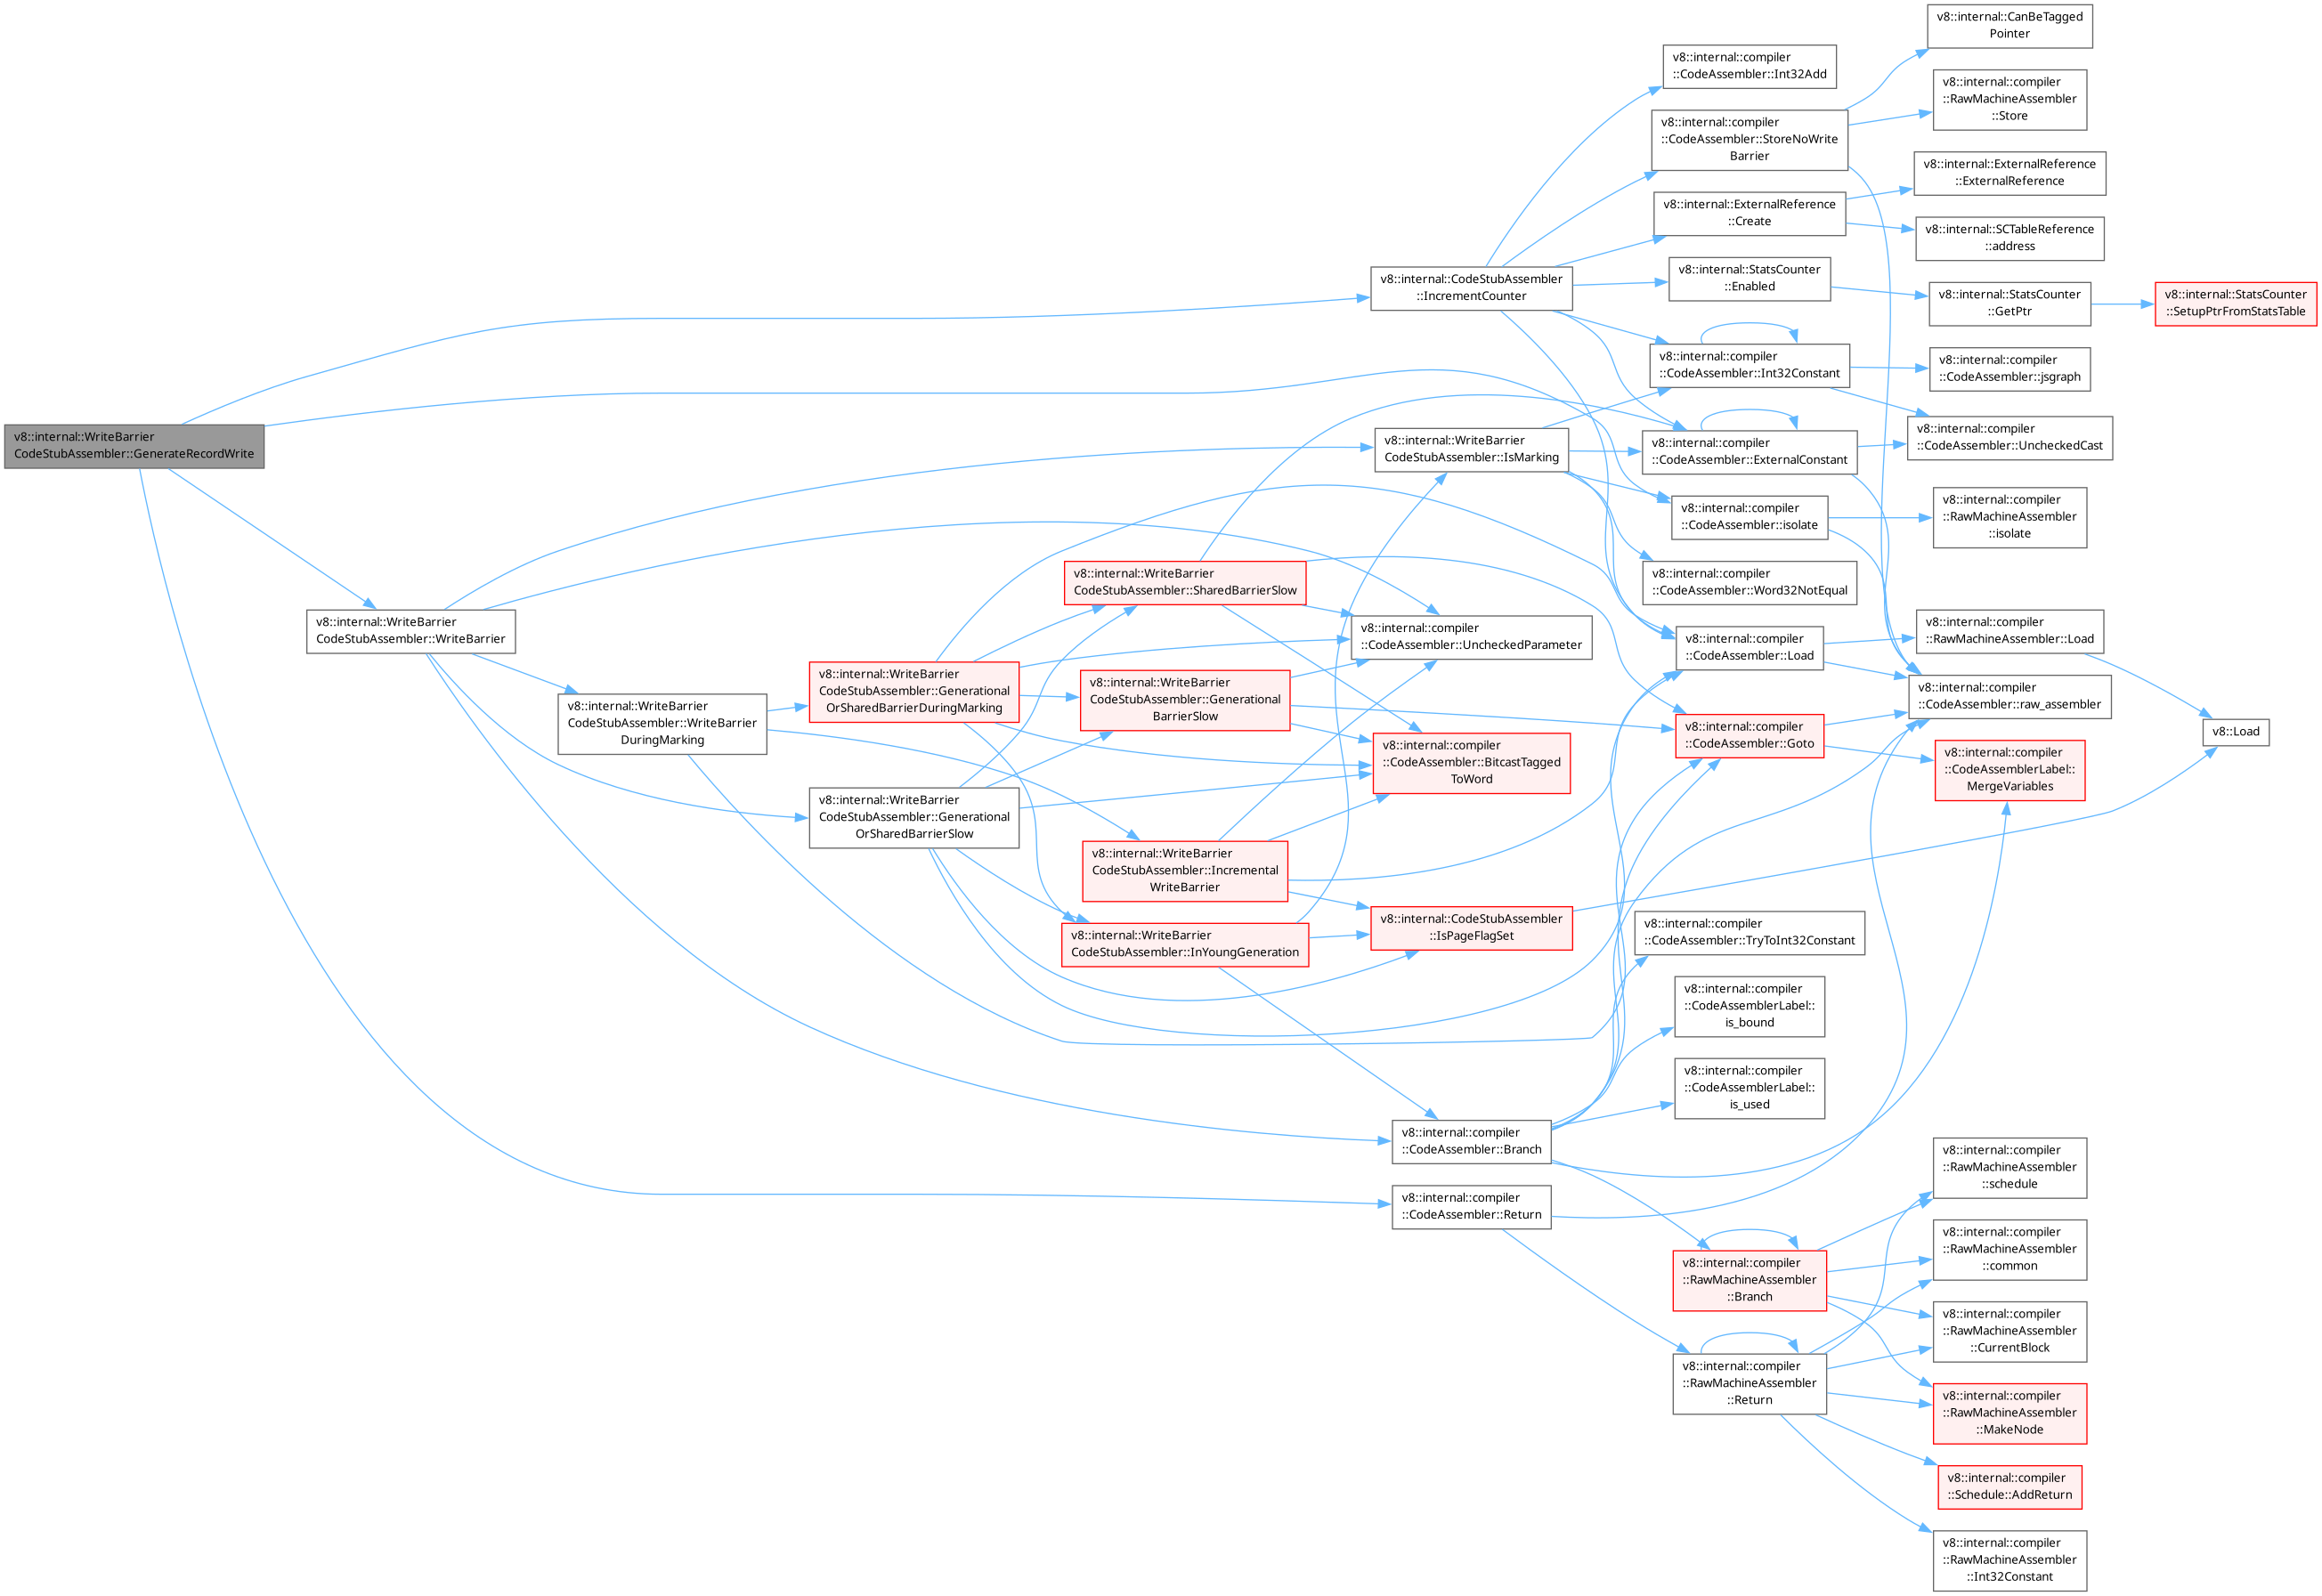 v8::internal::WriteBarrier
CodeStubAssembler::GenerateRecordWrite
v8::internal::WriteBarrier
CodeStubAssembler::WriteBarrier
v8::internal::WriteBarrier
CodeStubAssembler::WriteBarrier
DuringMarking
v8::internal::WriteBarrier
CodeStubAssembler::Generational
OrSharedBarrierDuringMarking
v8::internal::WriteBarrier
CodeStubAssembler::Generational
OrSharedBarrierSlow
v8::internal::WriteBarrier
CodeStubAssembler::SharedBarrierSlow
v8::internal::WriteBarrier
CodeStubAssembler::Generational
BarrierSlow
v8::internal::WriteBarrier
CodeStubAssembler::Incremental
WriteBarrier
v8::internal::WriteBarrier
CodeStubAssembler::InYoungGeneration
v8::internal::CodeStubAssembler
::IncrementCounter
v8::internal::WriteBarrier
CodeStubAssembler::IsMarking
v8::internal::compiler
::CodeAssembler::UncheckedParameter
v8::internal::compiler
::CodeAssembler::BitcastTagged
ToWord
v8::internal::CodeStubAssembler
::IsPageFlagSet
v8::internal::compiler
::CodeAssembler::Branch
v8::internal::compiler
::CodeAssembler::Return
v8::internal::compiler
::CodeAssembler::Int32Add
v8::internal::compiler
::CodeAssembler::StoreNoWrite
Barrier
v8::internal::ExternalReference
::Create
v8::internal::StatsCounter
::Enabled
v8::internal::compiler
::CodeAssembler::Int32Constant
v8::internal::compiler
::CodeAssembler::ExternalConstant
v8::internal::compiler
::CodeAssembler::isolate
v8::internal::compiler
::CodeAssembler::Word32NotEqual
v8::internal::compiler
::CodeAssembler::Load
v8::internal::compiler
::CodeAssembler::Goto
v8::internal::compiler
::CodeAssembler::TryToInt32Constant
v8::internal::compiler
::CodeAssemblerLabel::
is_bound
v8::internal::compiler
::CodeAssemblerLabel::
is_used
v8::internal::compiler
::RawMachineAssembler
::Branch
v8::internal::compiler
::RawMachineAssembler
::Return
v8::internal::CanBeTagged
Pointer
v8::internal::compiler
::RawMachineAssembler
::Store
v8::internal::ExternalReference
::ExternalReference
v8::internal::SCTableReference
::address
v8::internal::StatsCounter
::GetPtr
v8::internal::compiler
::CodeAssembler::jsgraph
v8::internal::compiler
::CodeAssembler::UncheckedCast
v8::internal::compiler
::RawMachineAssembler
::isolate
v8::internal::compiler
::RawMachineAssembler::Load
v8::internal::compiler
::CodeAssembler::raw_assembler
v8::internal::compiler
::CodeAssemblerLabel::
MergeVariables
v8::internal::compiler
::RawMachineAssembler
::schedule
v8::internal::compiler
::RawMachineAssembler
::common
v8::internal::compiler
::RawMachineAssembler
::CurrentBlock
v8::internal::compiler
::RawMachineAssembler
::MakeNode
v8::internal::compiler
::Schedule::AddReturn
v8::internal::compiler
::RawMachineAssembler
::Int32Constant
v8::internal::StatsCounter
::SetupPtrFromStatsTable
v8::Load